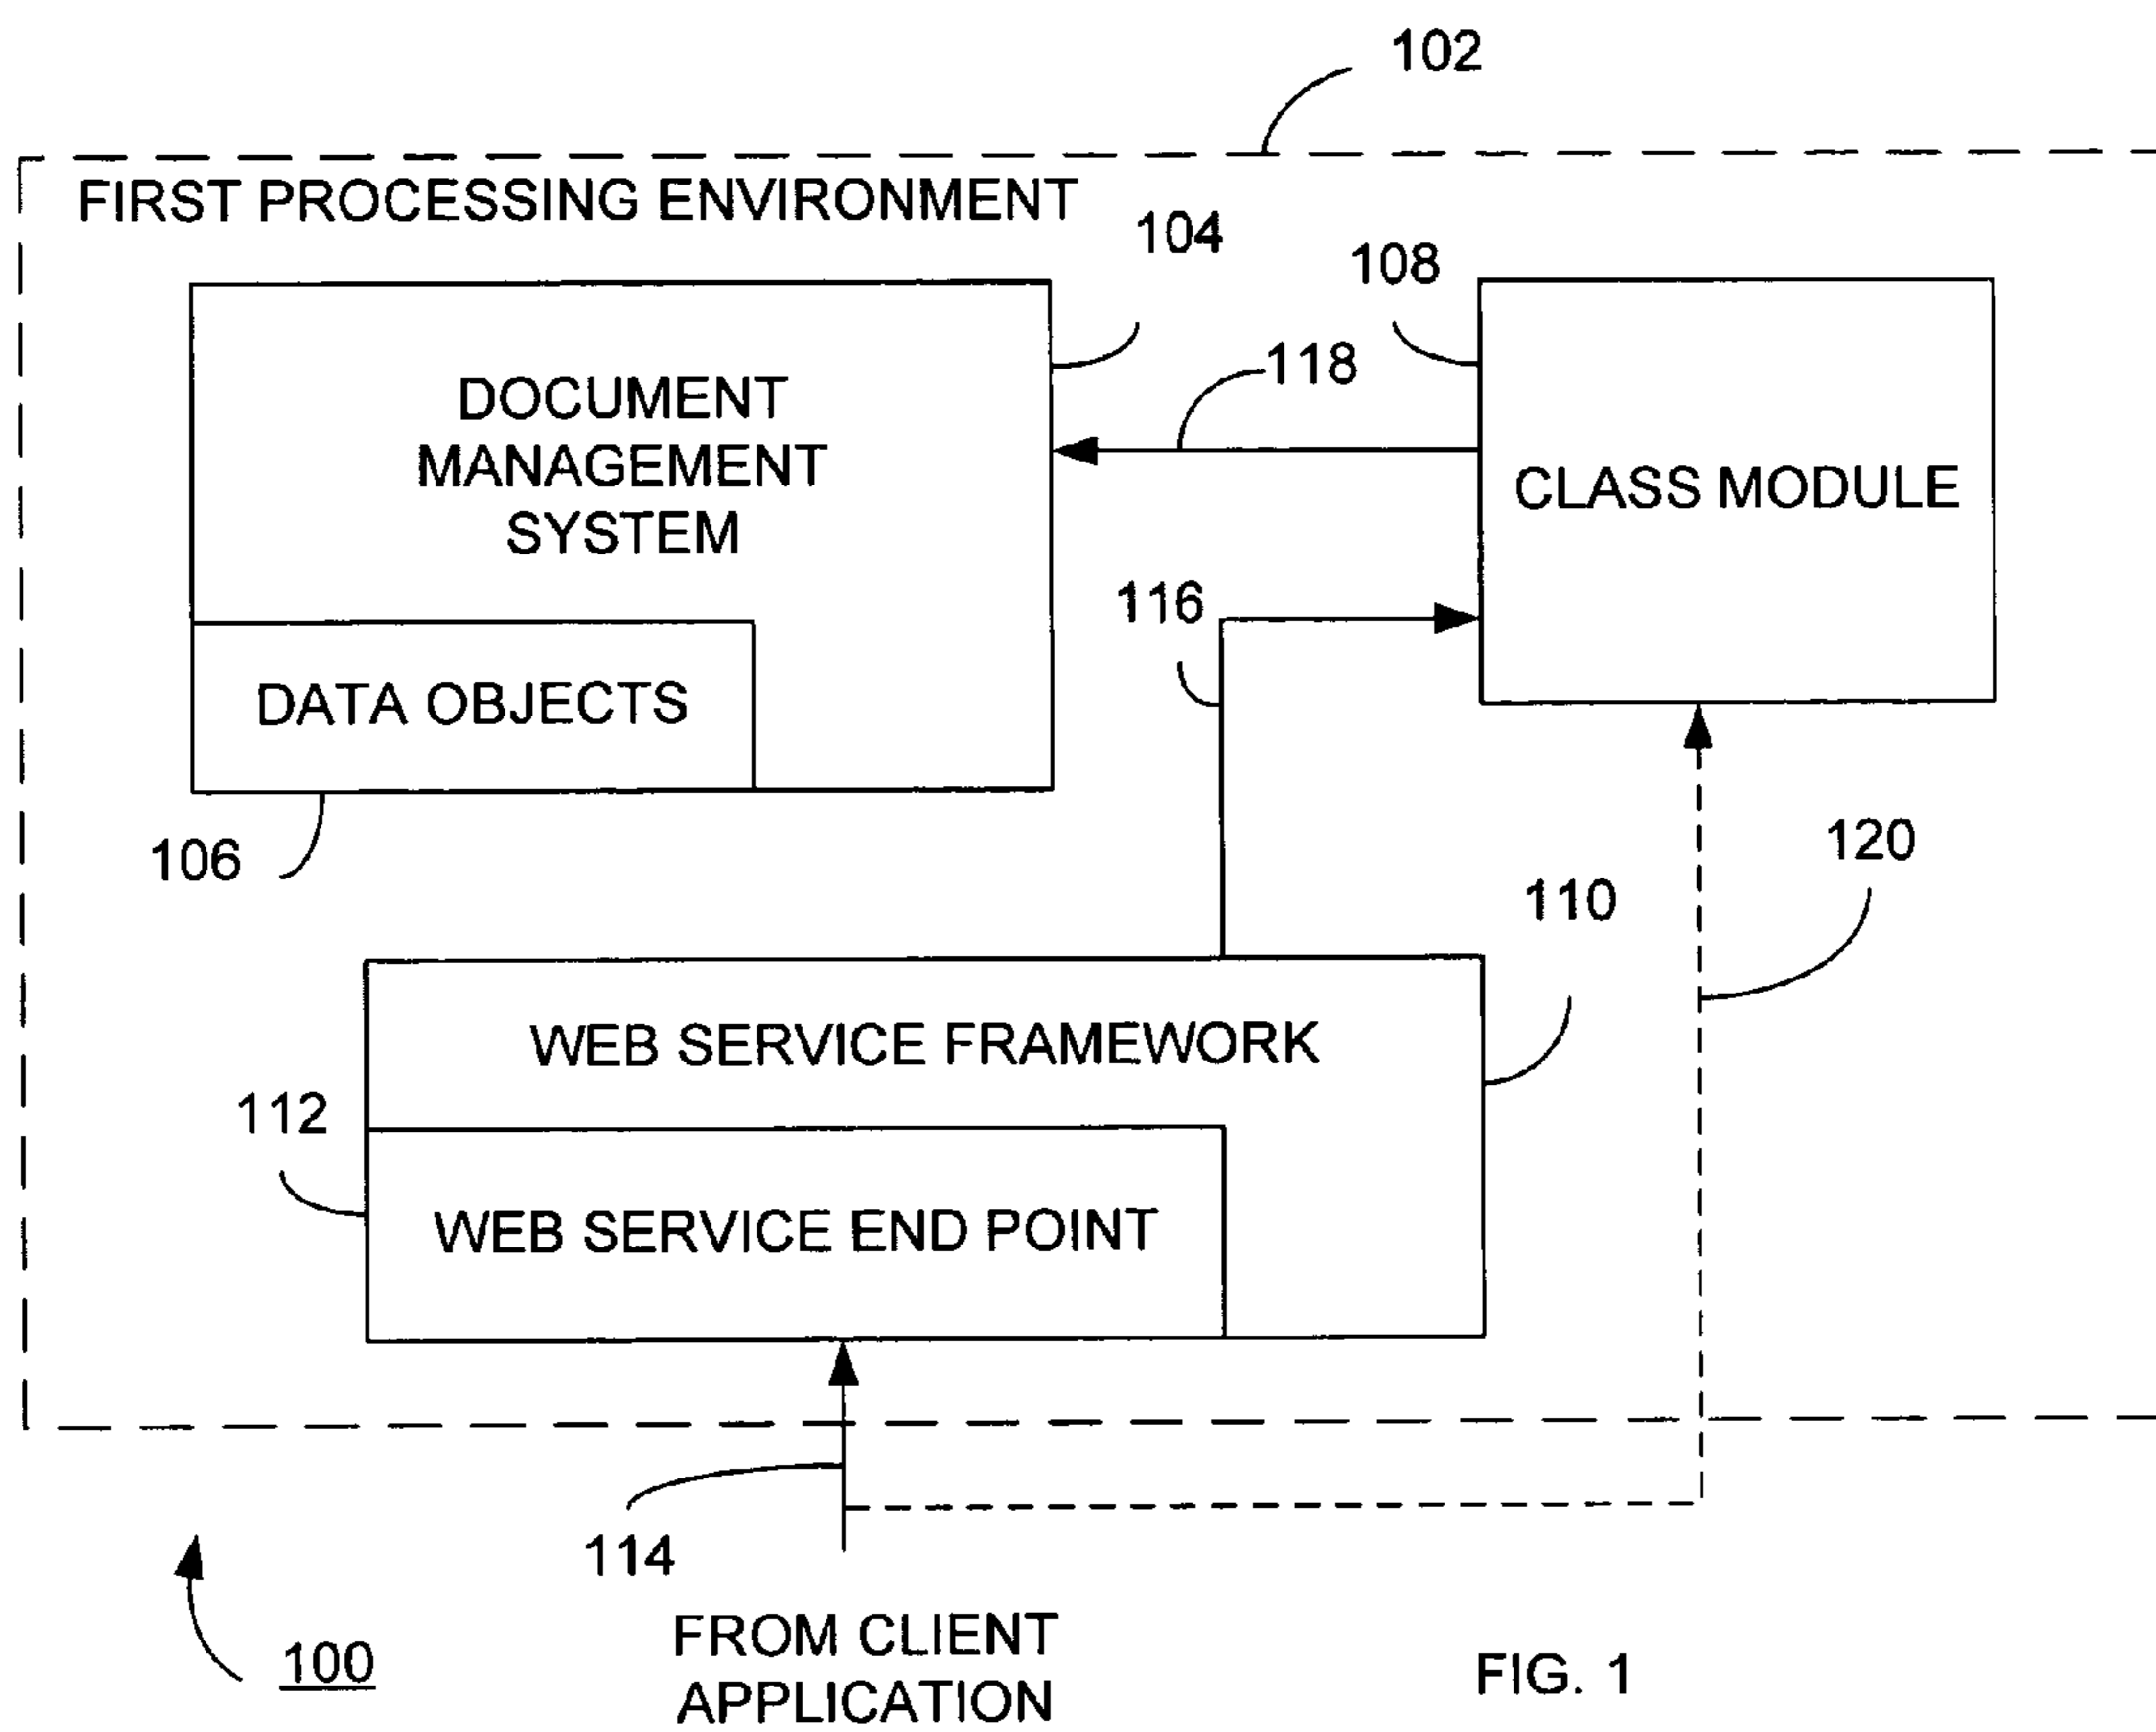 102
FIRST PROCESSING ENVIRONMENT
104
108
118
DOCUMENT
MANAGEMENT
SYSTEM
CLASS MODULE
116
DATA OBJECTS
106
120
110
WEB SERVICE FRAMEWORK
112
WEB SERVICE END POINT
114
FROM CLIENT
APPLICATION
100
FIG. 1